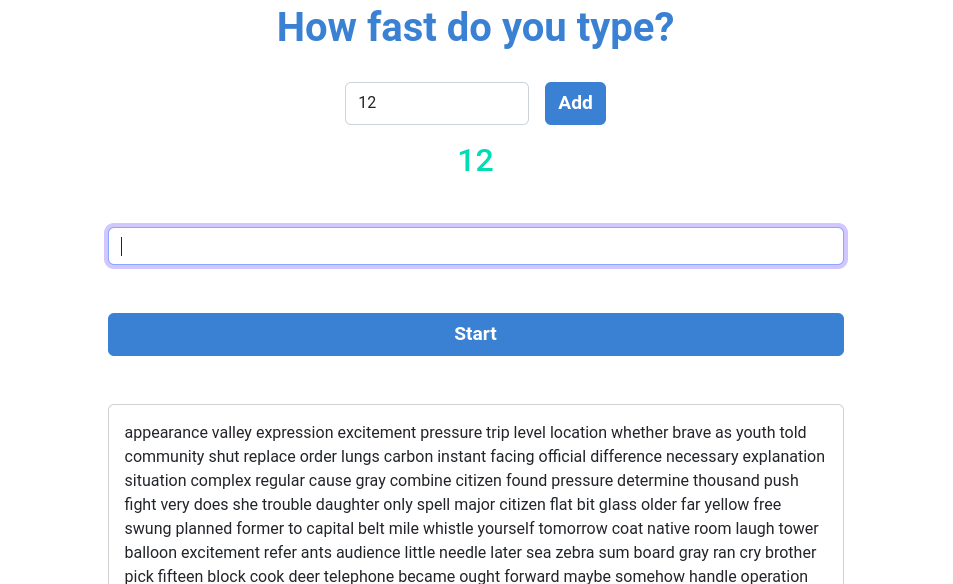 How fast do you type?
12
Add
12
Start
appearance valley expression excitement pressure trip level location whether brave as youth told
community shut replace order lungs carbon instant facing official difference necessary explanation
situation complex regular cause gray combine citizen found pressure determine thousand push
fight very does she trouble daughter only spell major citizen flat bit glass older far yellow free
swung planned former to capital belt mile whistle yourself tomorrow coat native room laugh tower
balloon excitement refer ants audience little needle later sea zebra sum board gray ran cry brother
pick fifteen block cook deer telephone became ought forward maybe somehow handle operation